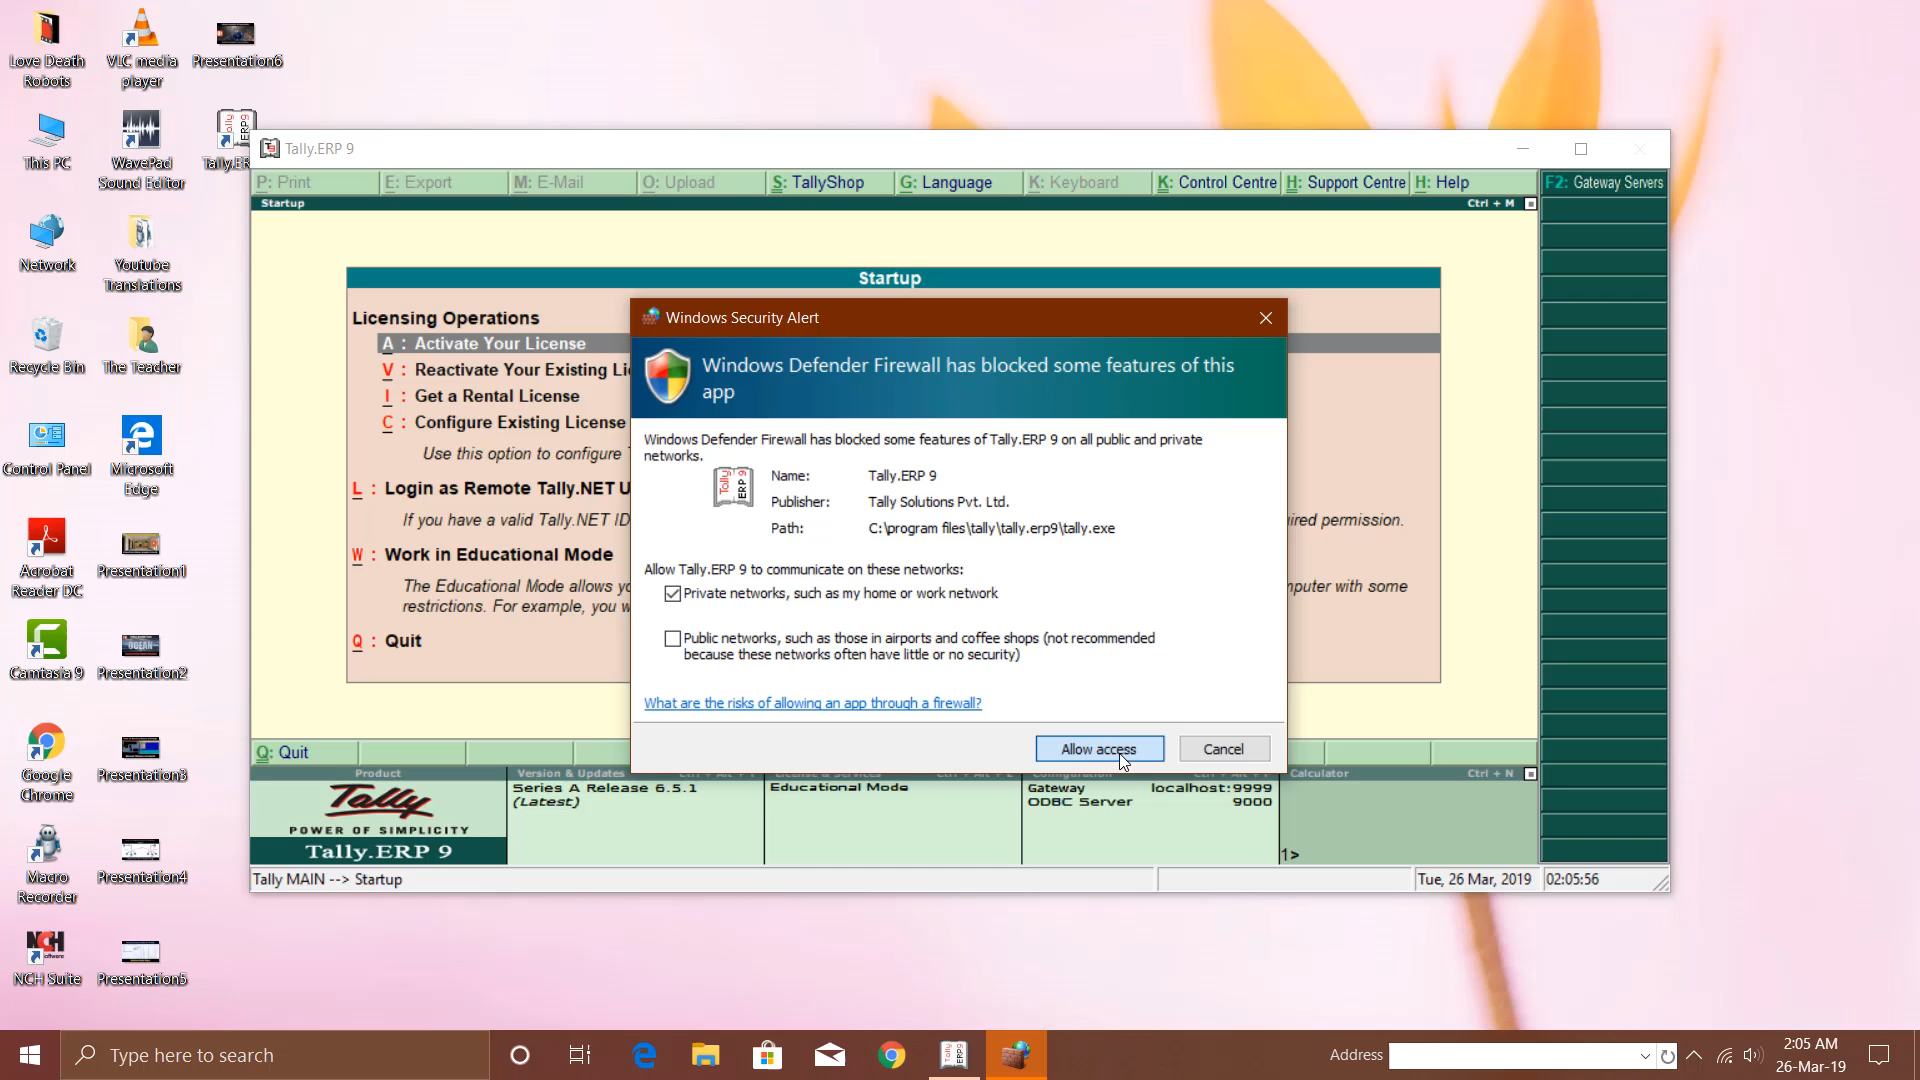 Love Death
Robots
VLC media
player
Presentation6
This PC
WavePad
Sound Editor
Tally.ER
Network
Youtube
Translations
Recycle Bin
The Teacher
Control Panel
Microsoft
Edge
Acrobat
Reader DC
Presentation1
Camtasia 9
Presentation2
Google
Chrome
Presentation3
Macro
Recorder
Presentation4
NCH Suite
Presentation5
Tally.ERP 9
P: Print
E: Export
M: E-Mail
O: Upload
S: TallyShop
G: Language
K: Keyboard
K: Control Centre
H: Support Centre
H: Help
F2: Gateway Servers
Startup
Ctrl + M
Startup
Licensing Operations
A : Activate Your License
V : Reactivate Your Existing Li
I : Get a Rental License
C : Configure Existing License
Use this option to configure
L : Login as Remote Tally.NET U
If you have a valid Tally.NET ID
ired permission.
W : Work in Educational Mode
The Educational Mode allows yo
puter with some
restrictions. For example, you w
Q : Quit
Windows Security Alert
Windows Defender Firewall has blocked some features of this
app
Windows Defender Firewall has blocked some features of Tally.ERP 9 on all public and private
networks.
Tally
ERP 9
Name: Tally.ERP 9
Publisher: Tally Solutions Pvt. Ltd.
Path: C:\program files\tally\tally.erp9\tally.exe
Allow Tally.ERP 9 to communicate on these networks:
Private networks, such as my home or work network
Public networks, such as those in airports and coffee shops (not recommended
because these networks often have little or no security)
What are the risks of allowing an app through a firewall?
Allow access
Cancel
Q: Quit
Product
Version & Updates
Calculator
Ctrl + N
Tally
POWER OF SIMPLICITY
Tally.ERP 9
Series A Release 6.5.1
(Latest)
Educational Mode
Gateway localhost:9999
ODBC Server 9000
1>
Tally MAIN --> Startup
Tue, 26 Mar, 2019
02:05:56
Type here to search
Address
2:05 AM
26-Mar-19